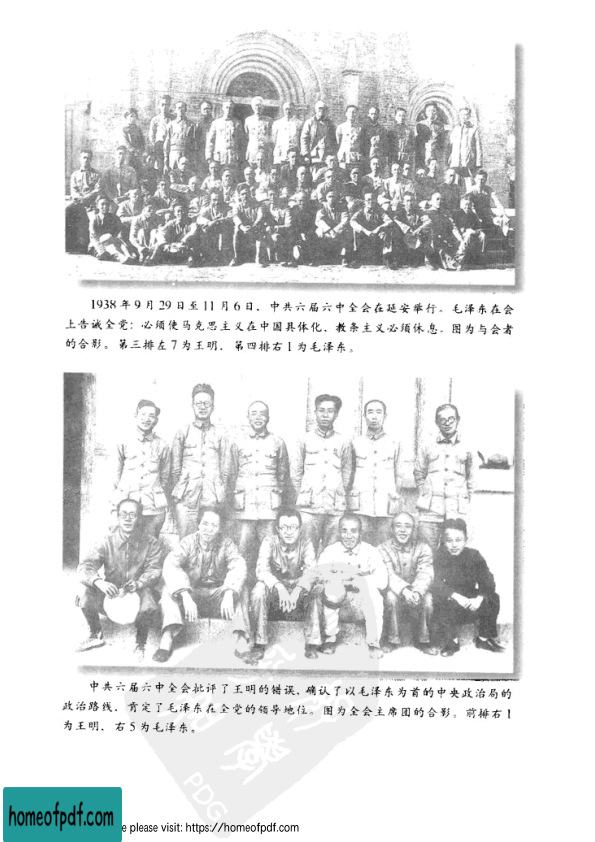 1938年9月29日至11月6日，中共六届六中全会在延安举行。毛泽东在会
上告诫全党：必须使马克思主义在中国具体化，教条主义必须休息。图为与会者
的合影。第三排左7为王明，第四排右1为毛泽东。
中共六届六中全会批评了王明的错误，确认了以毛泽东为首的中央政治局的
政治路线，肯定了毛泽东在全党的领导地位。图为全会主席团的合影。前排右1
为王明，右5为毛泽东。
PDG
homeofpdf.com
e please visit: https://homeofpdf.com